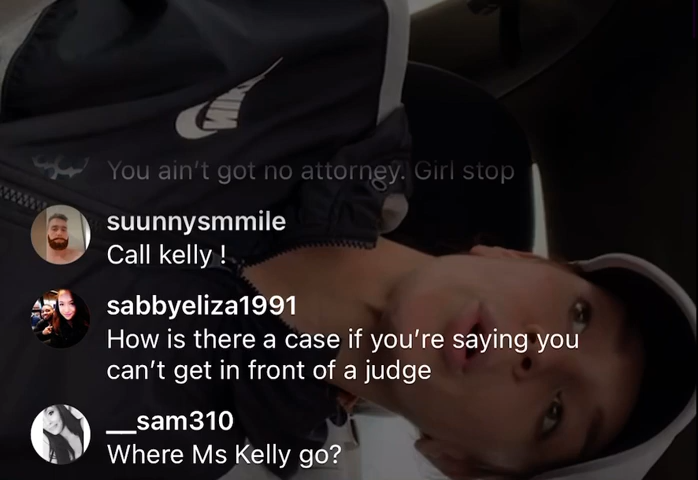 NIKE
You ain't got no attorney. Girl stop
suunnysmmile
Call kelly !
sabbyeliza1991
How is there a case if you're saying you
can't get in front of a judge
__sam310
Where Ms Kelly go?